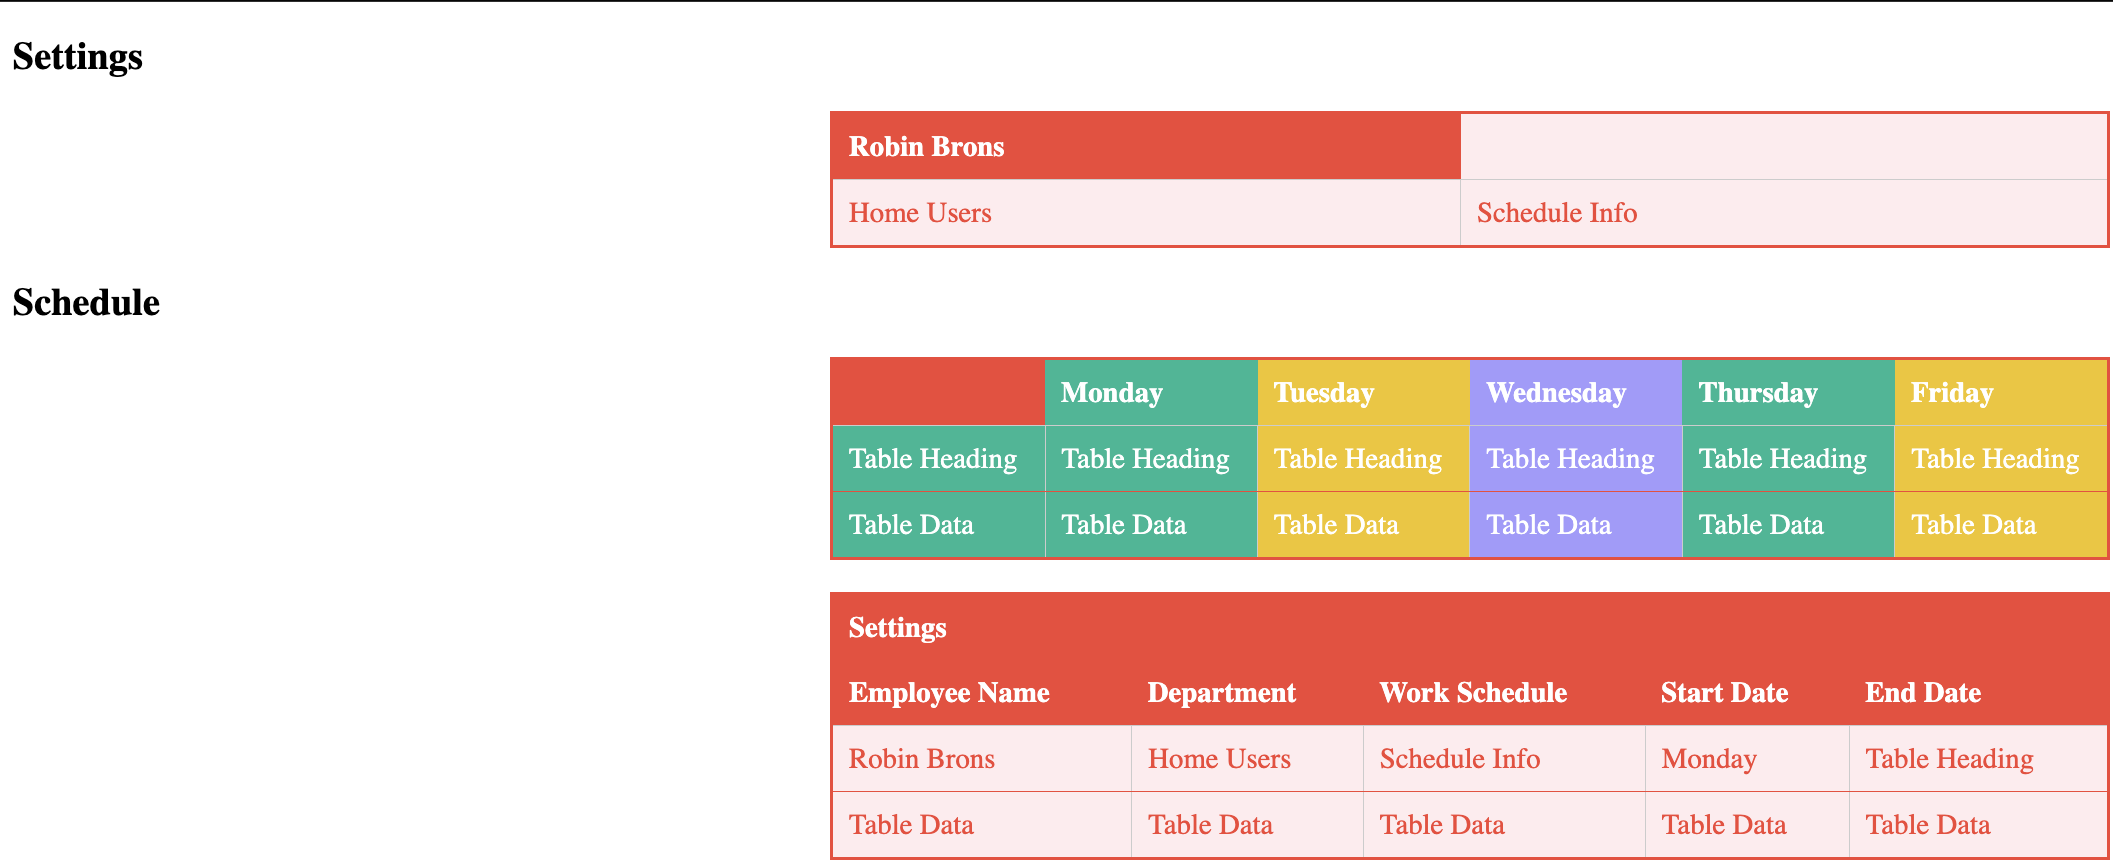 Settings
Robin Brons
Home Users Schedule Info
Schedule
Monday Tuesday Wednesday Thursday Friday
Table Heading Table Heading Table Heading Table Heading Table Heading Table Heading
Table Data Table Data Table Data Table Data Table Data Table Data
Settings
Employee Name Department Work Schedule Start Date End Date
Robin Brons Home Users Schedule Info Monday Table Heading
Table Data Table Data Table Data Table Data Table Data